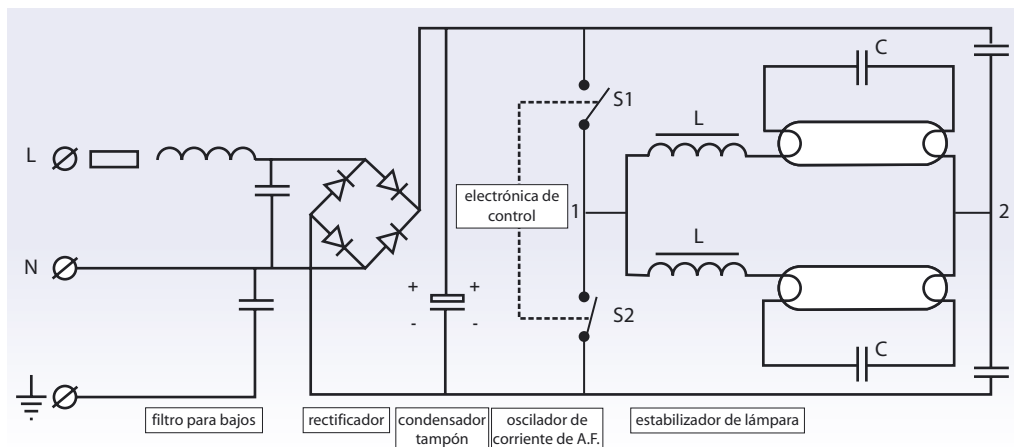 C
S1
L
L
electrónica de
control
1
2
L
N
+ +
- -
S2
C
filtro para bajos
rectificador
condensador
tampón
oscilador de
corriente de A.F.
estabilizador de lámpara